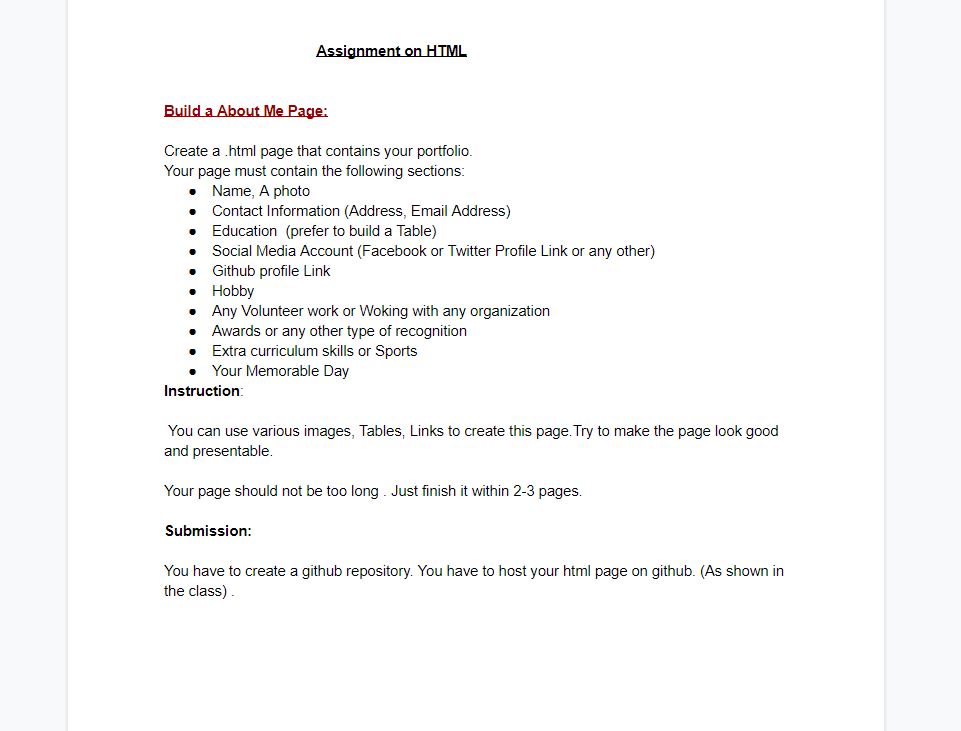 Assignment on HTML
Build a About Me Page:
Create a .html page that contains your portfolio.
Your page must contain the following sections:
● Name, A photo
● Contact Information (Address, Email Address)
● Education  (prefer to build a Table)
● Social Media Account (Facebook or Twitter Profile Link or any other)
● Github profile Link
● Hobby
● Any Volunteer work or Woking with any organization
● Awards or any other type of recognition
● Extra curriculum skills or Sports
● Your Memorable Day
Instruction:
You can use various images, Tables, Links to create this page.Try to make the page look good
and presentable.
Your page should not be too long . Just finish it within 2-3 pages.
Submission:
You have to create a github repository. You have to host your html page on github. (As shown in
the class) .